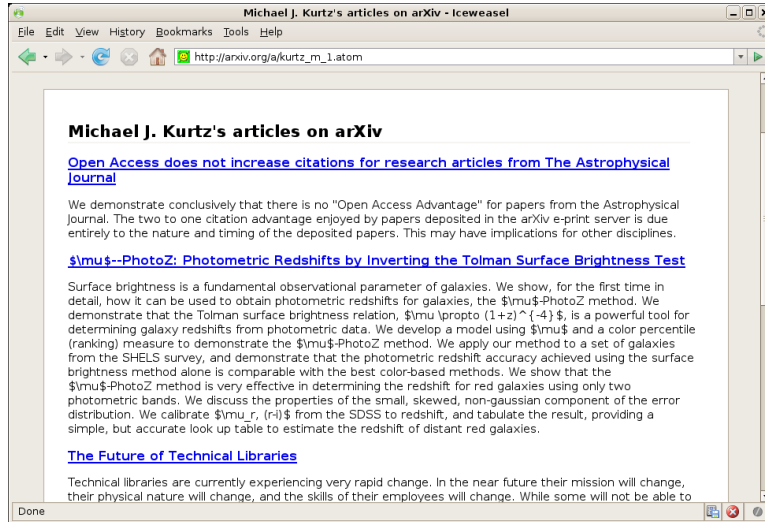 Michael J. Kurtz's articles on arXiv - Iceweasel
File Edit View History Bookmarks Tools Help
http://arxiv.org/a/kurtz_m_1.atom
Michael J. Kurtz's articles on arXiv
Open Access does not increase citations for research articles from The Astrophysical
Journal
We demonstrate conclusively that there is no "Open Access Advantage" for papers from the Astrophysical
Journal. The two to one citation advantage enjoyed by papers deposited in the arXiv e-print server is due
entirely to the nature and timing of the deposited papers. This may have implications for other disciplines.
$\mu$--PhotoZ: Photometric Redshifts by Inverting the Tolman Surface Brightness Test
Surface brightness is a fundamental observational parameter of galaxies. We show, for the first time in
detail, how it can be used to obtain photometric redshifts for galaxies, the $\mu$-PhotoZ method. We
demonstrate that the Tolman surface brightness relation, $\mu \propto (1+z)^{-4}$, is a powerful tool for
determining galaxy redshifts from photometric data. We develop a model using $\mu$ and a color percentile
(ranking) measure to demonstrate the $\mu$-PhotoZ method. We apply our method to a set of galaxies
from the SHELS survey, and demonstrate that the photometric redshift accuracy achieved using the surface
brightness method alone is comparable with the best color-based methods. We show that the
$\mu$-PhotoZ method is very effective in determining the redshift for red galaxies using only two
photometric bands. We discuss the properties of the small, skewed, non-gaussian component of the error
distribution. We calibrate $\mu_r, (r-i)$ from the SDSS to redshift, and tabulate the result, providing a
simple, but accurate look up table to estimate the redshift of distant red galaxies.
The Future of Technical Libraries
Technical libraries are currently experiencing very rapid change. In the near future their mission will change,
their physical nature will change, and the skills of their employees will change. While some will not be able to
Done